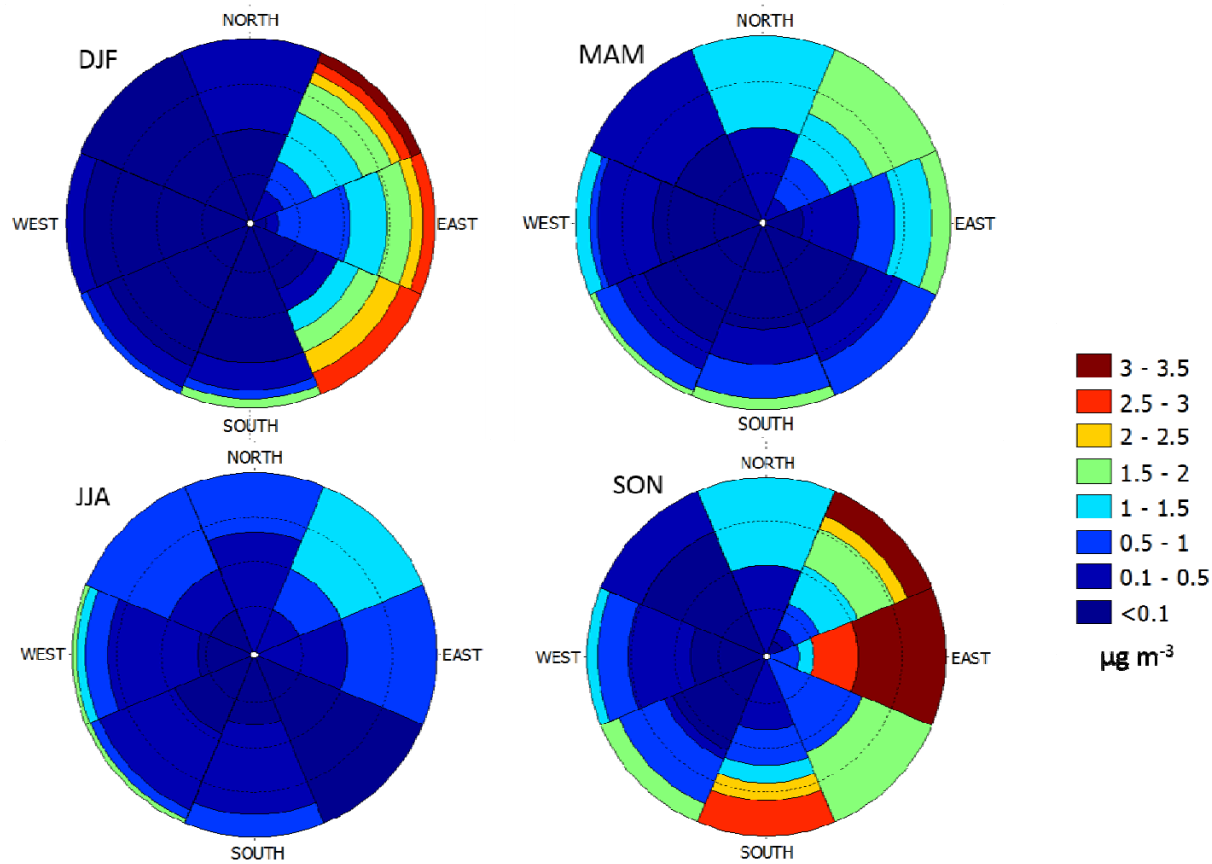 DJF
NORTH
WEST
EAST
SOUTH
MAM
NORTH
WEST
EAST
SOUTH
JJA
NORTH
WEST
EAST
SOUTH
SON
NORTH
WEST
EAST
SOUTH
3 - 3.5
2.5 - 3
2 - 2.5
1.5 - 2
1 - 1.5
0.5 - 1
0.1 - 0.5
<0.1
µg m⁻³